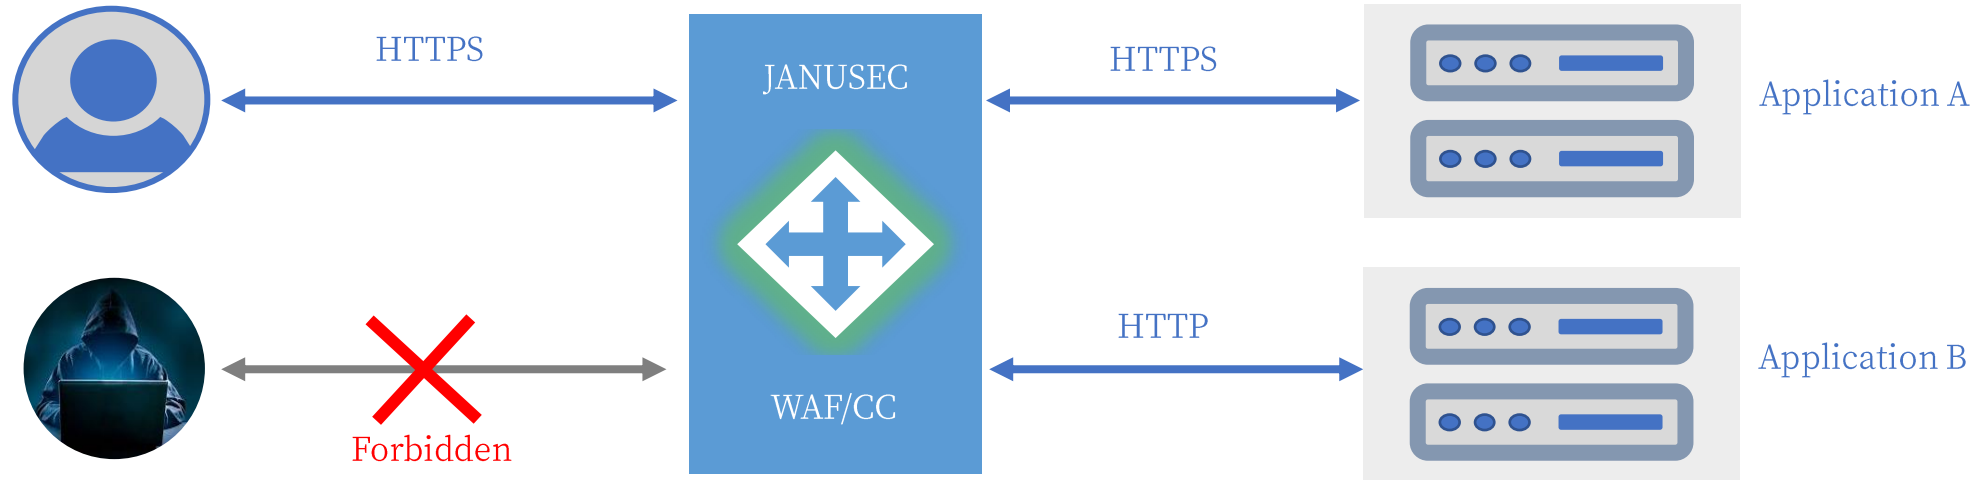 HTTPS
JANUSEC
HTTPS
Application A
HTTP
Application B
WAF/CC
Forbidden